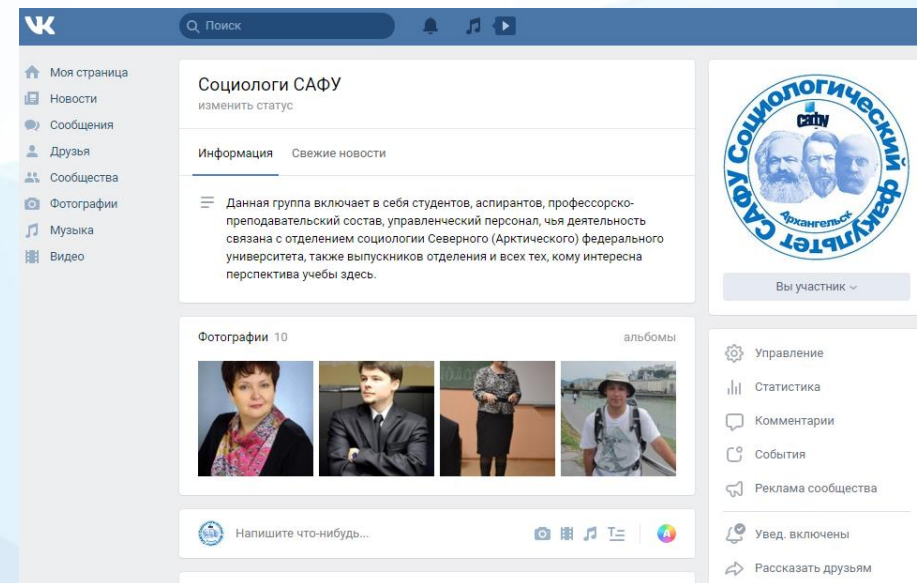 Поиск
Моя страница
Новости
Сообщения
Друзья
Сообщества
Фотографии
Музыка
Видео
Социологи САФУ
изменить статус
Информация Свежие новости
Данная группа включает в себя студентов, аспирантов, профессорско-
преподавательский состав, управленческий персонал, чья деятельность
связана с отделением социологии Северного (Арктического) федерального
университета, также выпускников отделения и всех тех, кому интересна
перспектива учебы здесь.
Фотографии 10 альбомы
Напишите что-нибудь...
Социологический факультет САФУ
сафу
Архангельск
Вы участник
Управление
Статистика
Комментарии
События
Реклама сообщества
Увед. включены
Рассказать друзьям